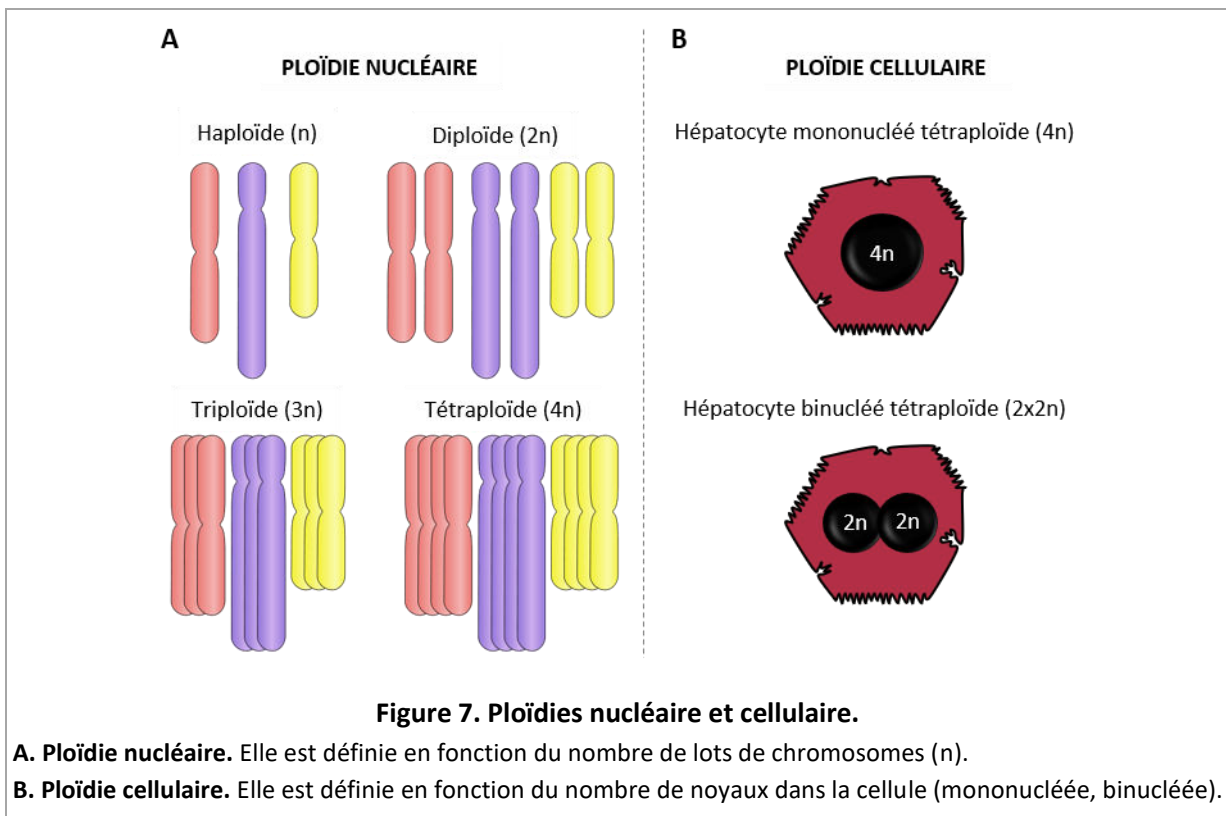 A
PLOÏDIE NUCLÉAIRE
Haploïde (n)
Diploïde (2n)
Triploïde (3n)
Tétraploïde (4n)
B
PLOÏDIE CELLULAIRE
Hépatocyte mononucléé tétraploïde (4n)
4n
Hépatocyte binucléé tétraploïde (2x2n)
2n 2n
Figure 7. Ploïdies nucléaire et cellulaire.
A. Ploïdie nucléaire. Elle est définie en fonction du nombre de lots de chromosomes (n).
B. Ploïdie cellulaire. Elle est définie en fonction du nombre de noyaux dans la cellule (mononucléée, binucléée).